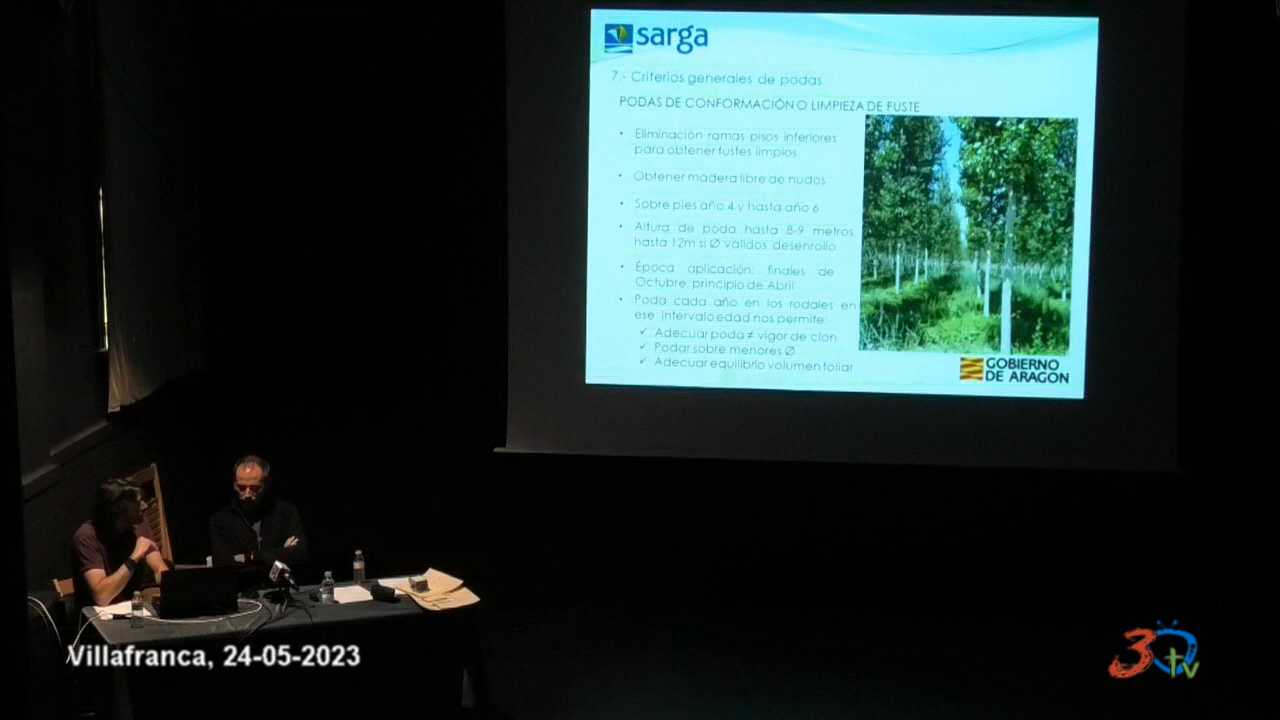 sarga
7.- Criterios generales de podas
PODAS DE CONFORMACIÓN O LIMPIEZA DE FUSTE
• Eliminación ramas pisos inferiores
para obtener fustes limpios
• Obtener madera libre de nudos
• Sobre pies año 4 y hasta año 6
• Altura de poda hasta 8-9 metros,
hasta 12m si Ø válidos desenrollo
• Época aplicación: finales de
Octubre, principio de Abril
• Poda cada año en los rodales en
ese intervalo edad nos permite:
✓ Adecuar poda ≠ vigor de clon
✓ Podar sobre menores Ø
✓ Adecuar equilibrio volumen foliar
GOBIERNO
DE ARAGON
Villafranca, 24-05-2023
3 tv